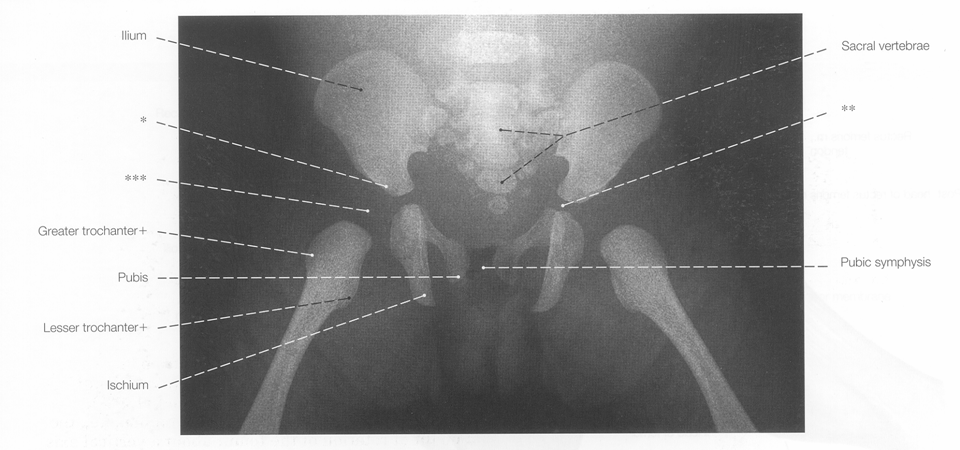 Ilium
*
***
Greater trochanter+
Pubis
Lesser trochanter+
Ischium
Sacral vertebrae
**
Pubic symphysis